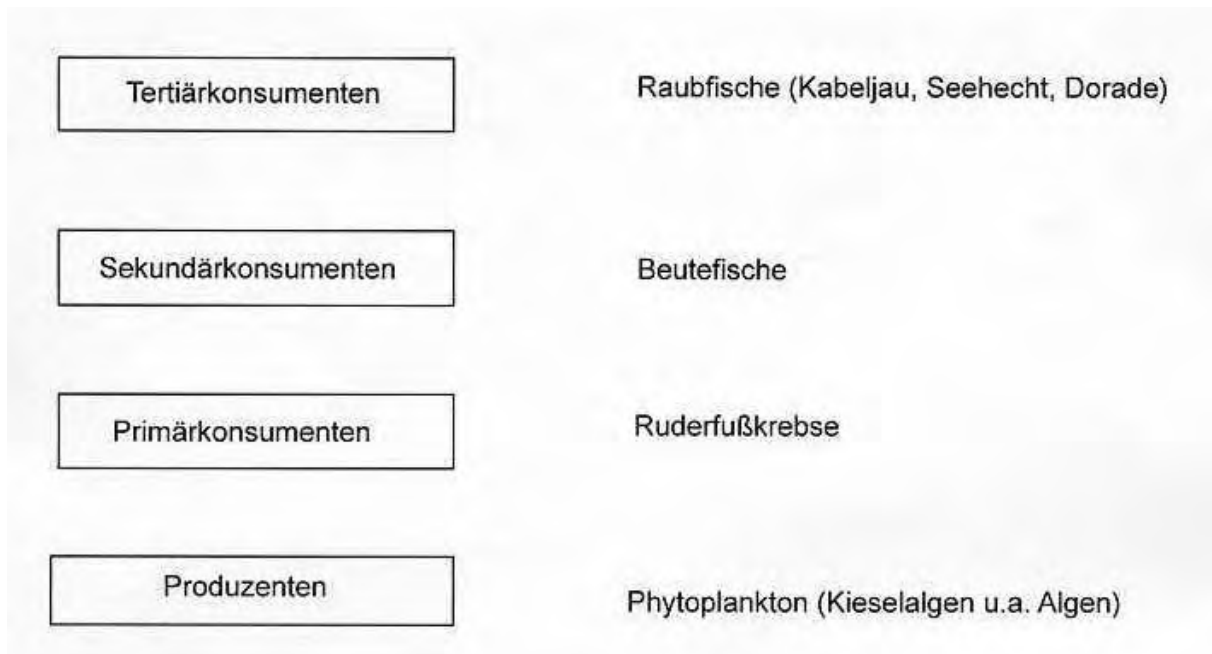 Tertiärkonsumenten Raubfische (Kabeljau, Seehecht, Dorade)
Sekundärkonsumenten Beutefische
Primärkonsumenten Ruderfußkrebse
Produzenten Phytoplankton (Kieselalgen u.a. Algen)